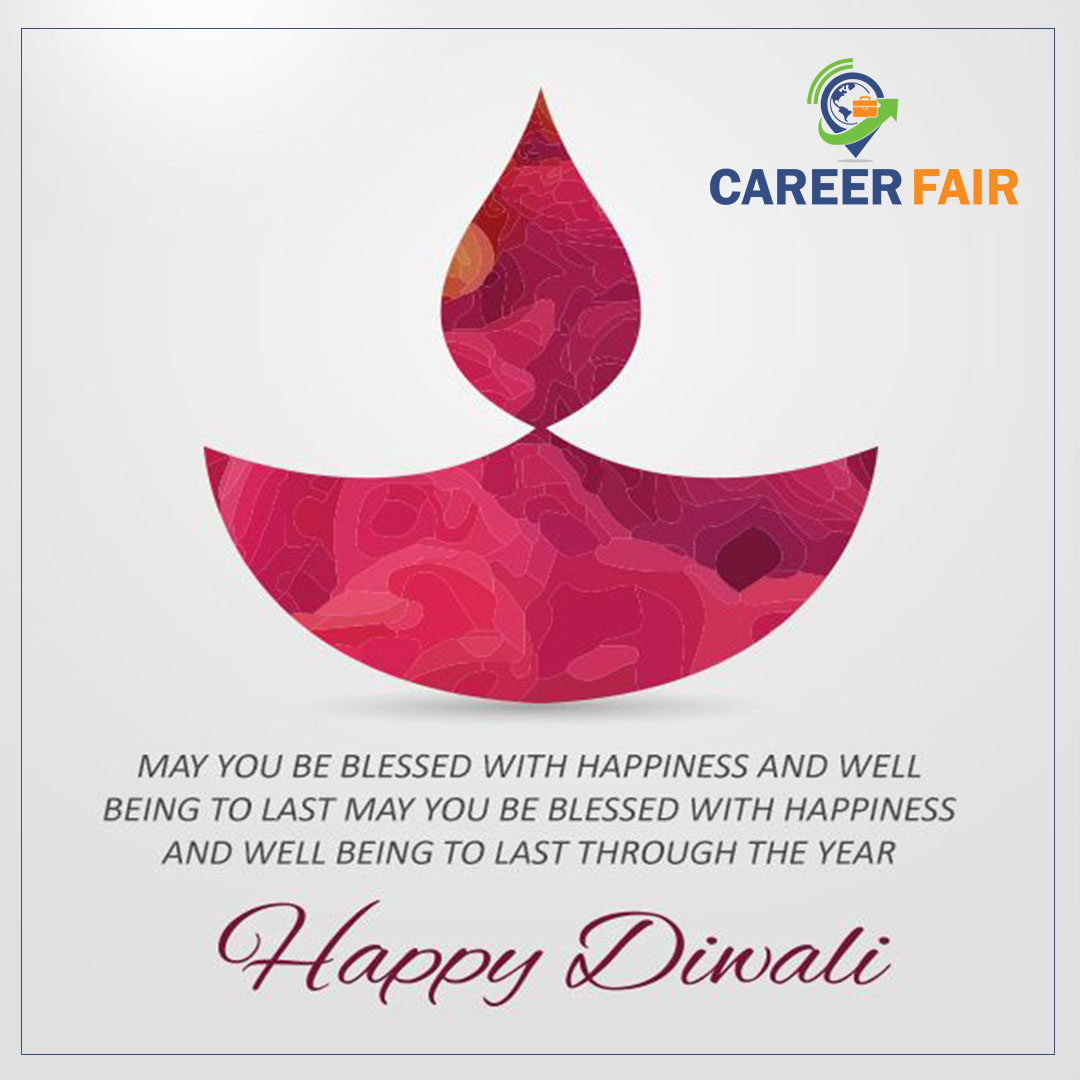 CAREER FAIR
MAY YOU BE BLESSED WITH HAPPINESS AND WELL
BEING TO LAST MAY YOU BE BLESSED WITH HAPPINESS
AND WELL BEING TO LAST THROUGH THE YEAR
Happy Diwali